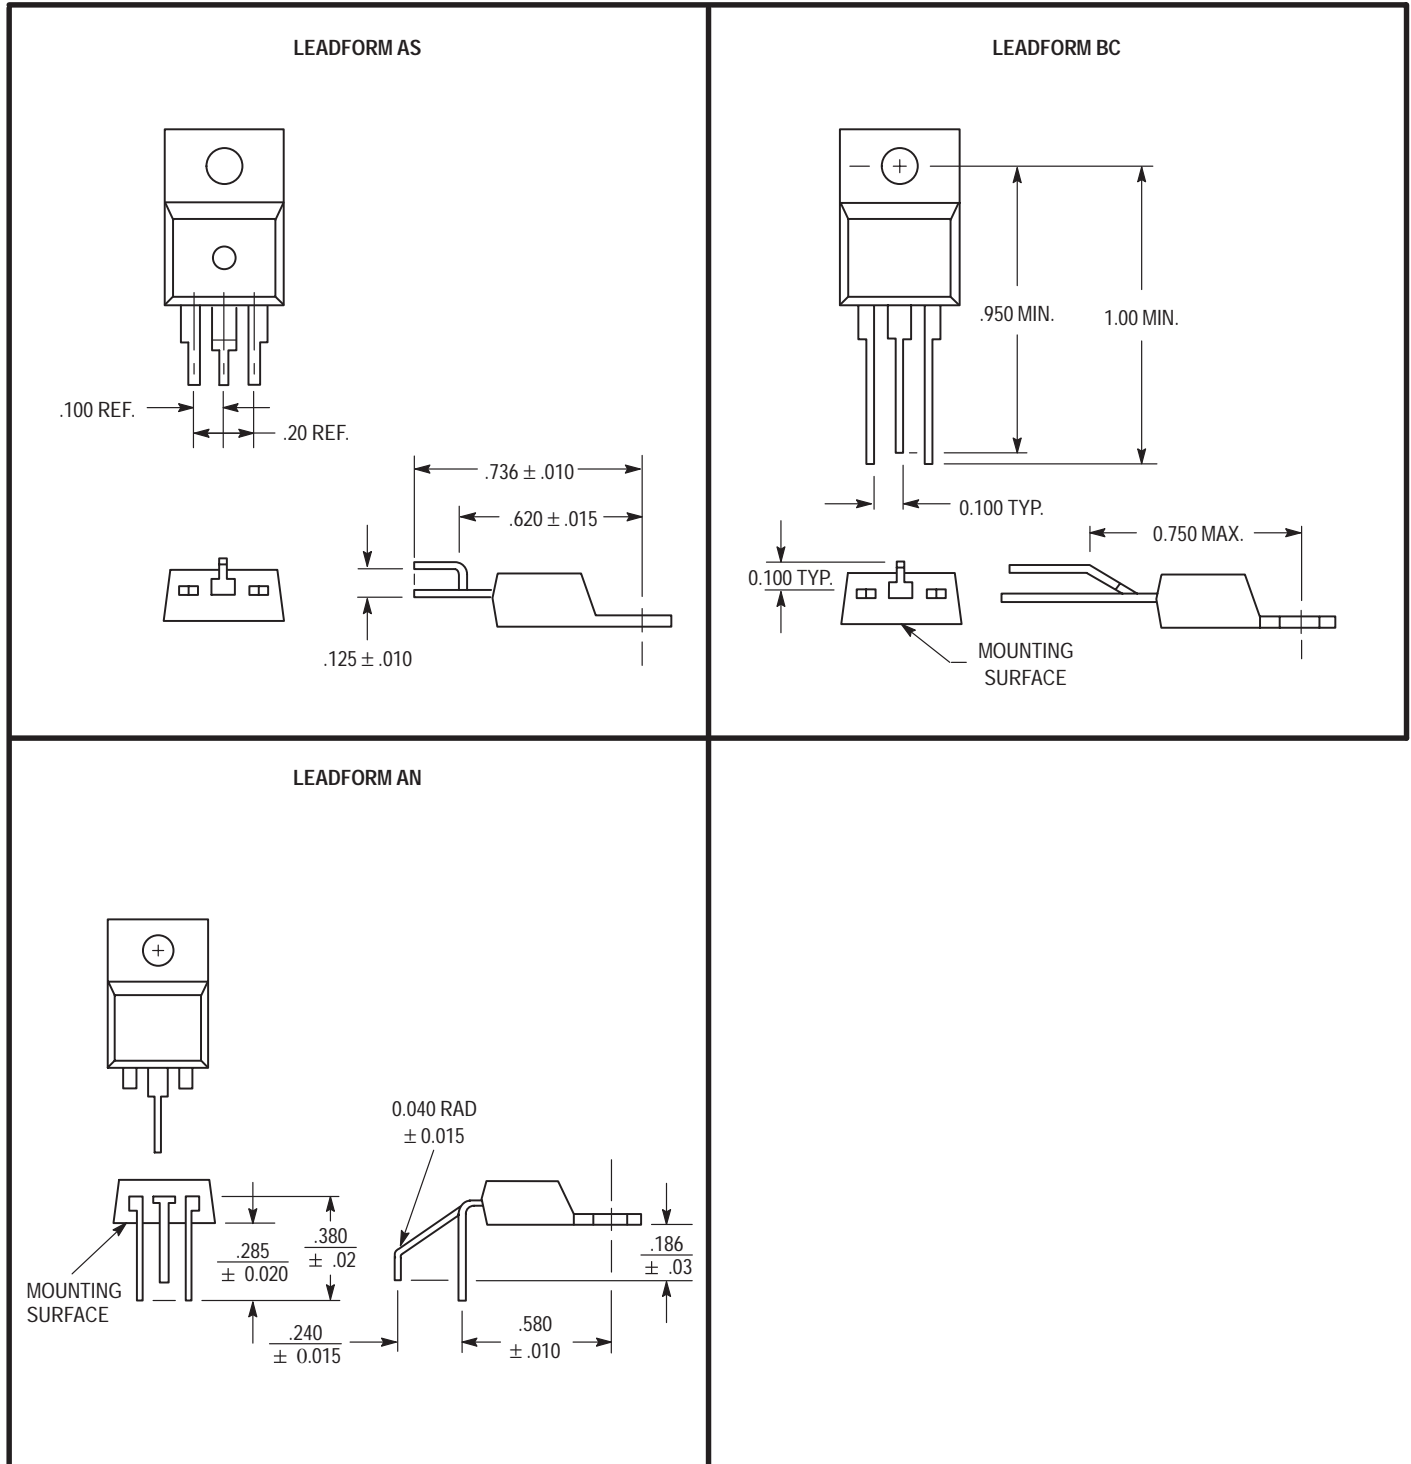 LEADFORM AS
.100 REF.
.20 REF.
.736 ± .010
.620 ± .015
.125 ± .010
LEADFORM BC
.950 MIN.
1.00 MIN.
0.100 TYP.
0.750 MAX.
0.100 TYP.
MOUNTING
SURFACE
LEADFORM AN
0.040 RAD
± 0.015
.380
± .02
.285
± 0.020
.186
± .03
MOUNTING
SURFACE
.240
± 0.015
.580
± .010